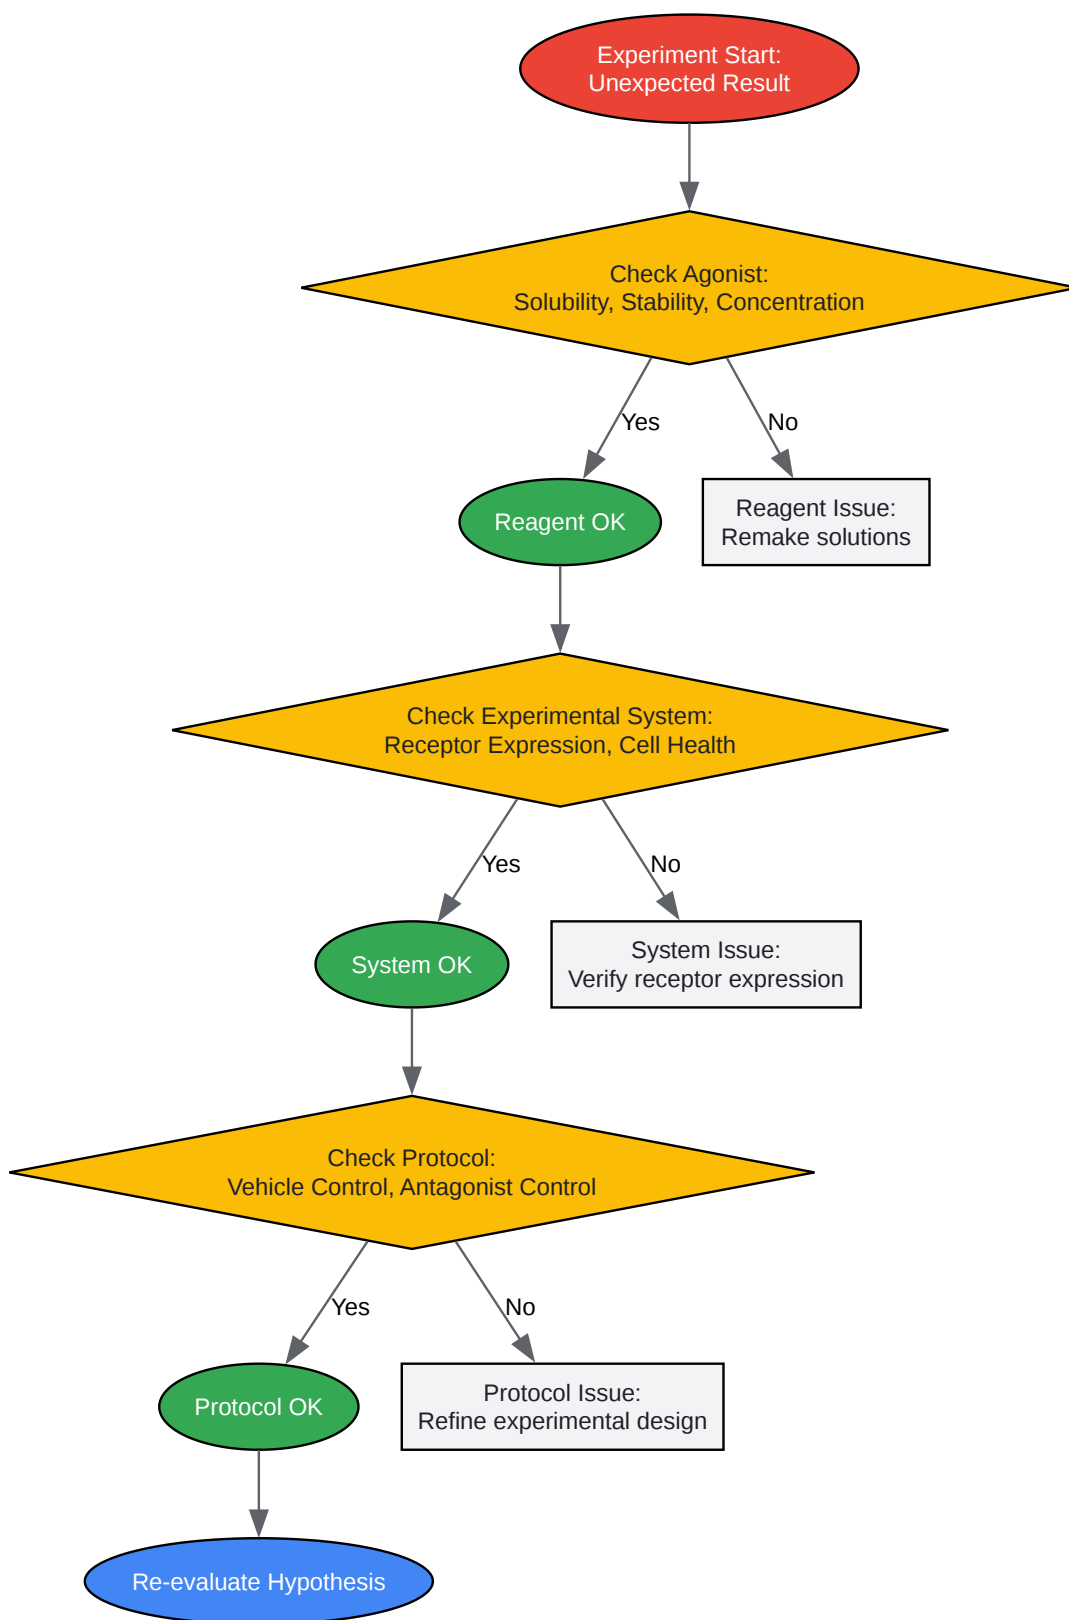 Experiment Start:
Unexpected Result
Check Agonist:
Solubility, Stability, Concentration
Yes
No
Reagent OK
Reagent Issue:
Remake solutions
Check Experimental System:
Receptor Expression, Cell Health
Yes
No
System OK
System Issue:
Verify receptor expression
Check Protocol:
Vehicle Control, Antagonist Control
Yes
No
Protocol OK
Protocol Issue:
Refine experimental design
Re-evaluate Hypothesis